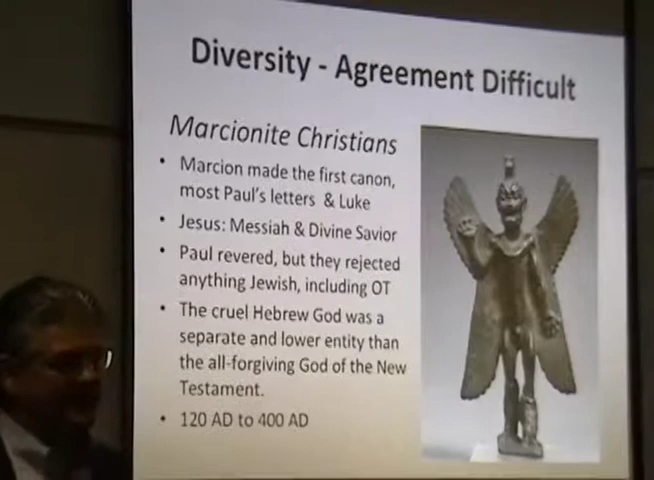 Diversity - Agreement Difficult
Marcionite Christians
• Marcion made the first canon,
most Paul's letters & Luke
• Jesus: Messiah & Divine Savior
• Paul revered, but they rejected
anything Jewish, including OT
• The cruel Hebrew God was a
separate and lower entity than
the all-forgiving God of the New
Testament.
• 120 AD to 400 AD